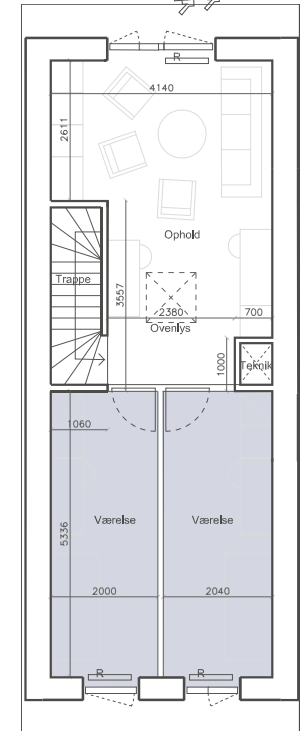 R
4140
2611
Ophold
Trappe
3557
2380
700
Ovenlys
1000
Teknik
1060
Værelse
Værelse
5336
2000
2040
R
R